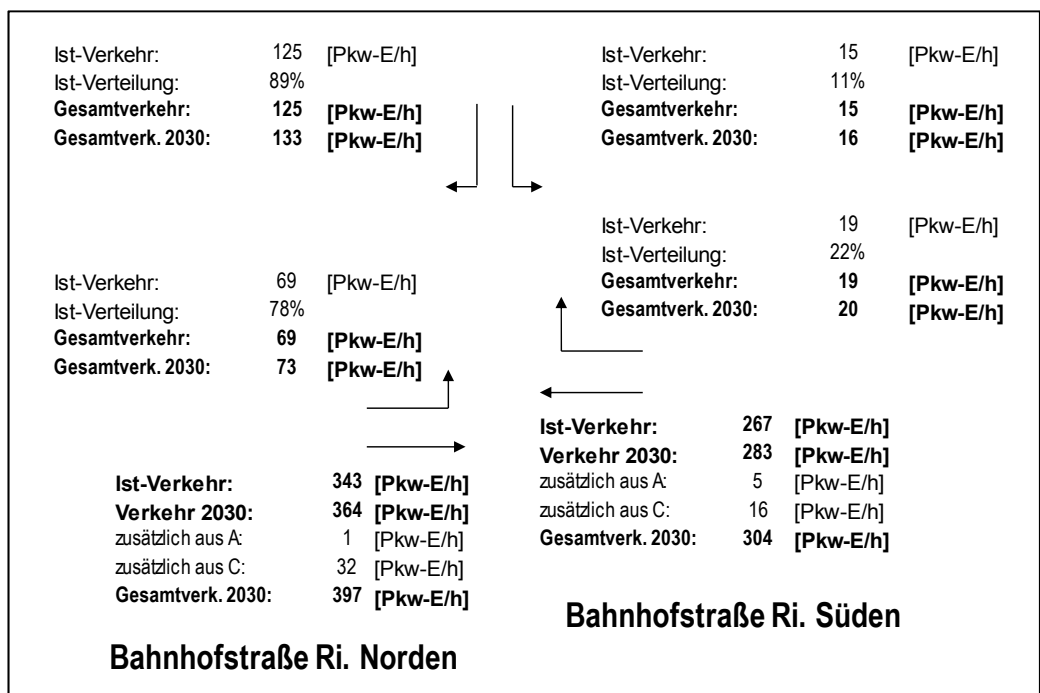 Ist-Verkehr: 125 [Pkw-E/h]
Ist-Verteilung: 89%
Gesamtverkehr: 125 [Pkw-E/h]
Gesamtverk. 2030: 133 [Pkw-E/h]
Ist-Verkehr: 15 [Pkw-E/h]
Ist-Verteilung: 11%
Gesamtverkehr: 15 [Pkw-E/h]
Gesamtverk. 2030: 16 [Pkw-E/h]
Ist-Verkehr: 69 [Pkw-E/h]
Ist-Verteilung: 78%
Gesamtverkehr: 69 [Pkw-E/h]
Gesamtverk. 2030: 73 [Pkw-E/h]
Ist-Verkehr: 19 [Pkw-E/h]
Ist-Verteilung: 22%
Gesamtverkehr: 19 [Pkw-E/h]
Gesamtverk. 2030: 20 [Pkw-E/h]
Ist-Verkehr: 343 [Pkw-E/h]
Verkehr 2030: 364 [Pkw-E/h]
zusätzlich aus A: 1 [Pkw-E/h]
zusätzlich aus C: 32 [Pkw-E/h]
Gesamtverk. 2030: 397 [Pkw-E/h]
Bahnhofstraße Ri. Norden
Ist-Verkehr: 267 [Pkw-E/h]
Verkehr 2030: 283 [Pkw-E/h]
zusätzlich aus A: 5 [Pkw-E/h]
zusätzlich aus C: 16 [Pkw-E/h]
Gesamtverk. 2030: 304 [Pkw-E/h]
Bahnhofstraße Ri. Süden